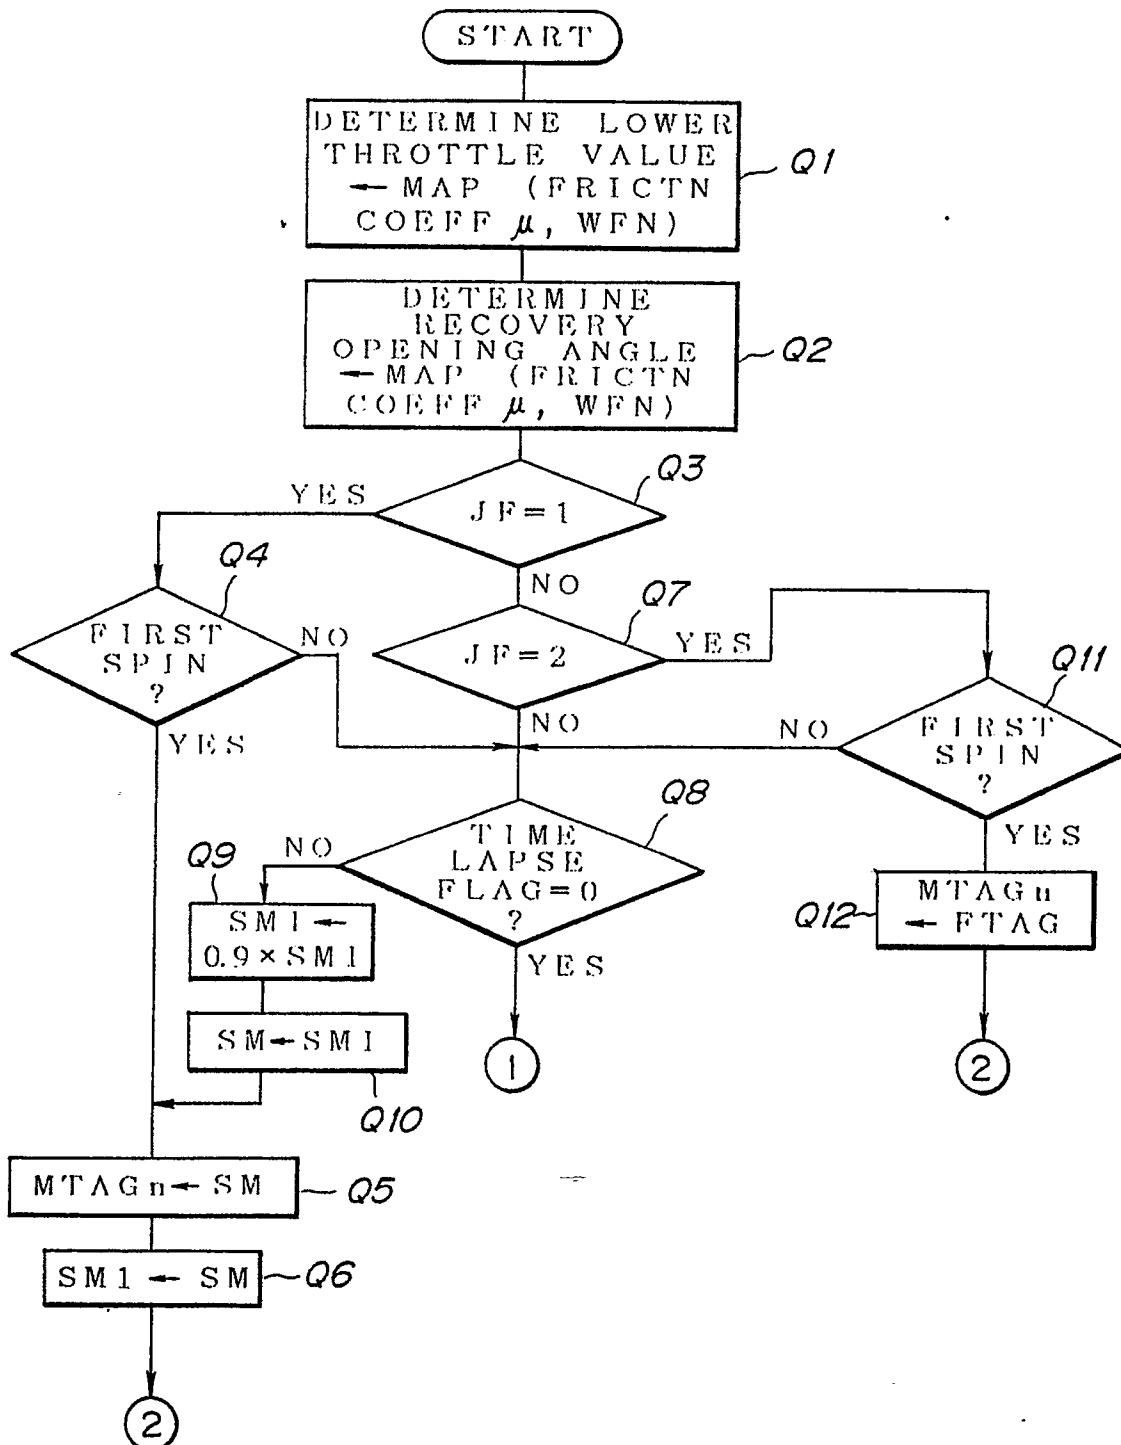 START
DETERMINE LOWER
THROTTLE VALUE
← MAP (FRICTN
COEFF μ, WFN)
Q1
DETERMINE
RECOVERY
OPENING ANGLE
← MAP (FRICTN
COEFF μ, WFN)
Q2
Q3
YES
JF=1
NO
Q4
FIRST
SPIN
?
NO
YES
Q7
JF=2
YES
NO
Q11
FIRST
SPIN
?
NO
YES
Q8
TIME
LAPSE
FLAG=0
?
NO
YES
Q9
SM1 ←
0.9×SM1
SM←SM1
Q10
Q12
MTAGn
← FTAG
1
2
MTAGn← SM
Q5
SM1 ← SM
Q6
2